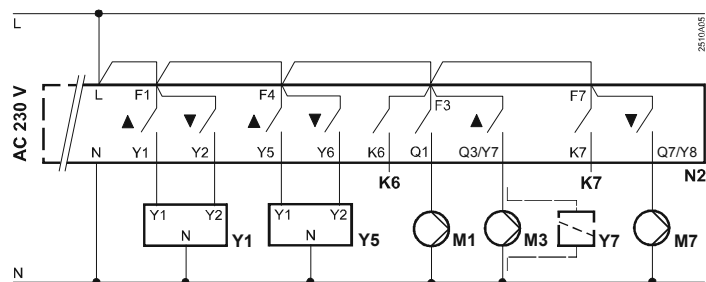 L
2510A05
AC 230 V
L F1 F4 F3 F7
N Y1 Y2 Y5 Y6 K6 Q1 Q3/Y7 K7 Q7/Y8
K6 K7 N2
Y1 Y2 Y1 Y2
N Y1 N Y5 M1 M3 Y7 M7
N